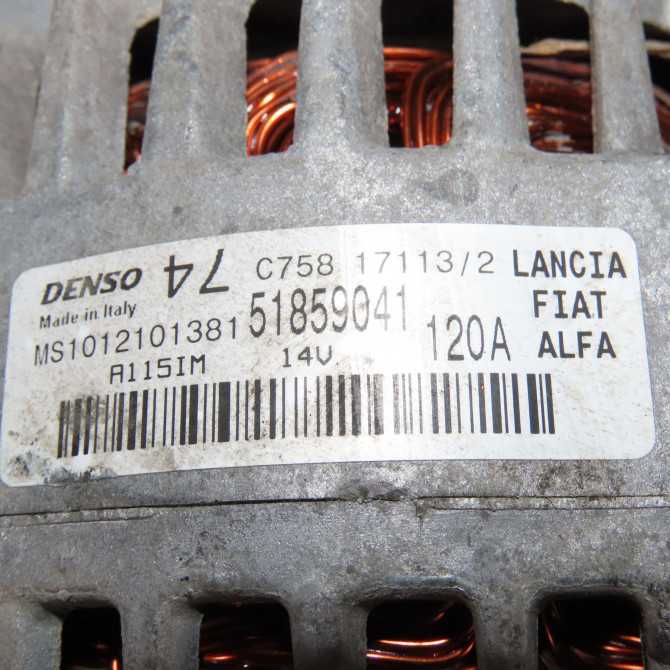 DENSO 74 C758 17113/2 LANCIA
Made in Italy 51859041 FIAT
MS1012101381 120A ALFA
A115IM 14V